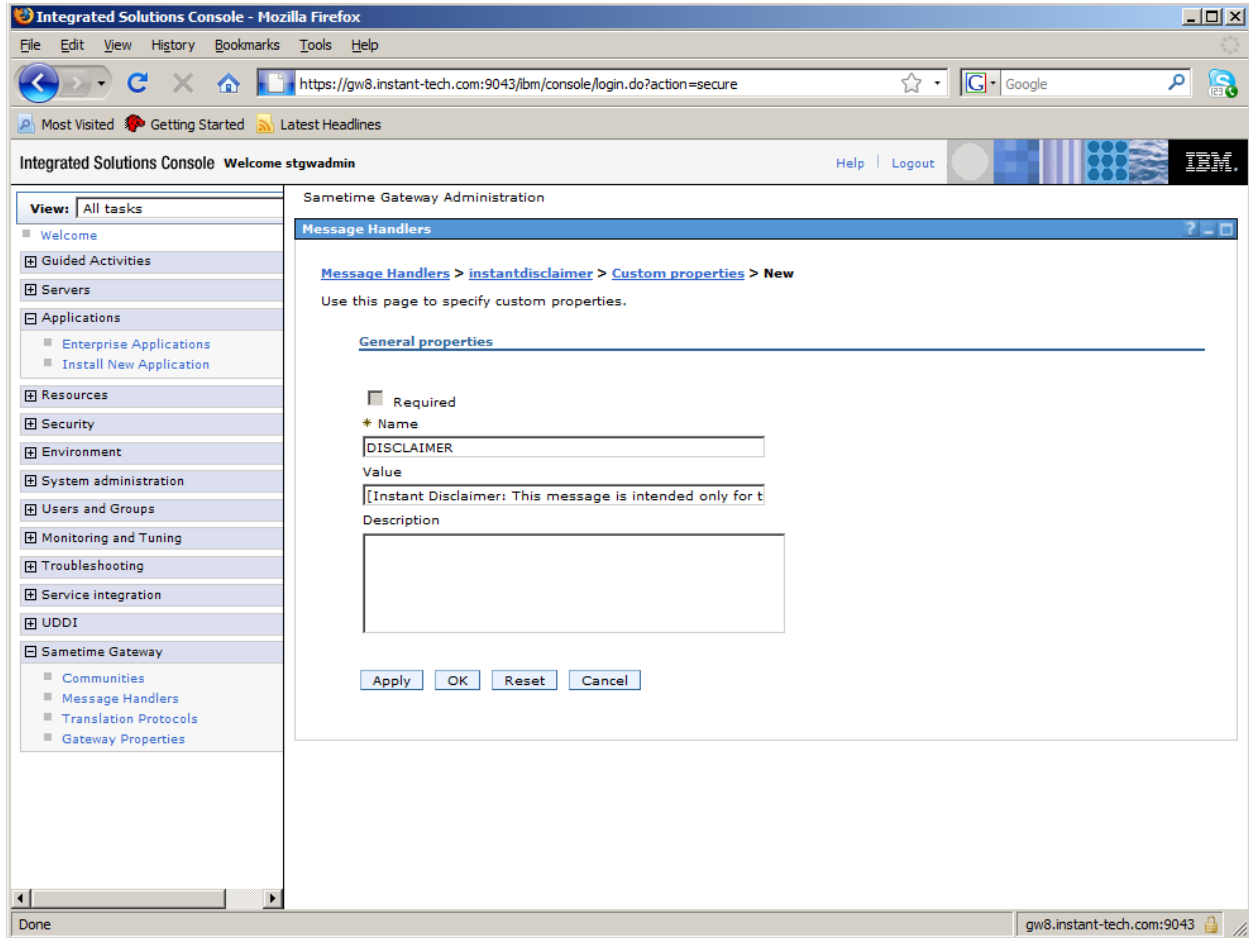 Integrated Solutions Console - Mozilla Firefox
File Edit View History Bookmarks Tools Help
https://gw8.instant-tech.com:9043/ibm/console/login.do?action=secure
G Google
123
Most Visited Getting Started Latest Headlines
Integrated Solutions Console Welcome stgwadmin
Help | Logout
IBM.
View: All tasks
Welcome
Guided Activities
Servers
Applications
Enterprise Applications
Install New Application
Resources
Security
Environment
System administration
Users and Groups
Monitoring and Tuning
Troubleshooting
Service integration
UDDI
Sametime Gateway
Communities
Message Handlers
Translation Protocols
Gateway Properties
Sametime Gateway Administration
Message Handlers
Message Handlers > instantdisclaimer > Custom properties > New
Use this page to specify custom properties.
General properties
Required
* Name
DISCLAIMER
Value
[Instant Disclaimer: This message is intended only for t
Description
Apply OK Reset Cancel
Done
gw8.instant-tech.com:9043